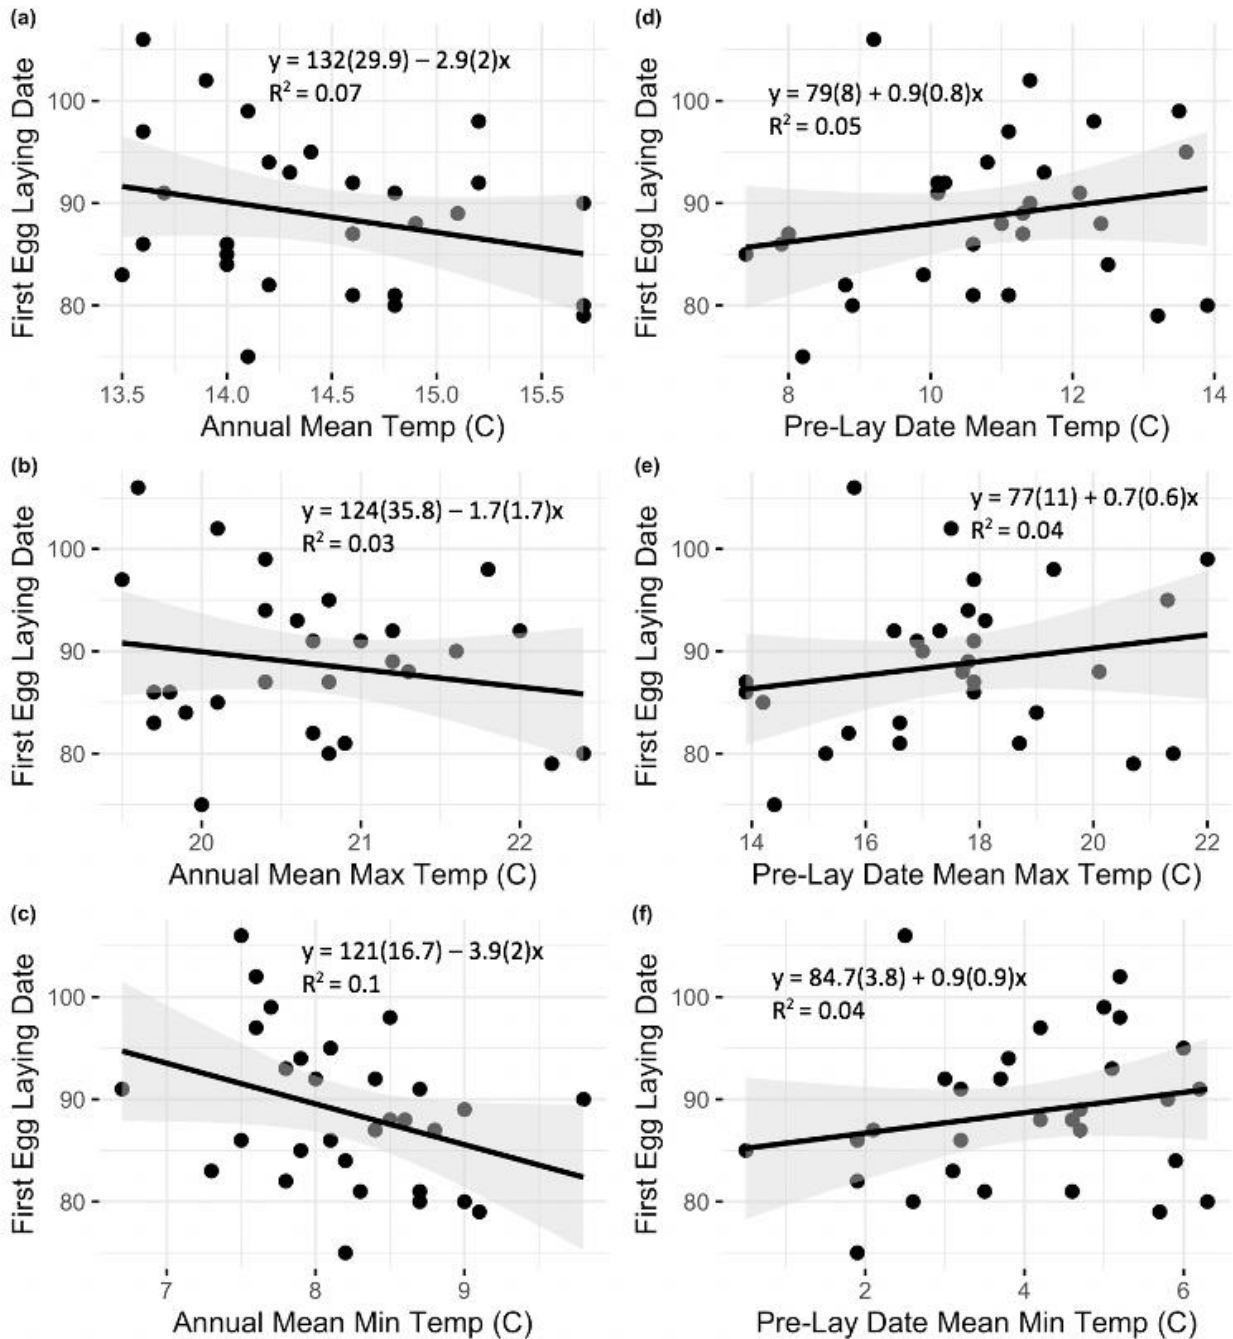 (a)
y = 132(29.9) – 2.9(2)x
R² = 0.07
First Egg Laying Date
100
90
80
13.5 14.0 14.5 15.0 15.5
Annual Mean Temp (C)
(d)
y = 79(8) + 0.9(0.8)x
R² = 0.05
First Egg Laying Date
100
90
80
8 10 12 14
Pre-Lay Date Mean Temp (C)
(b)
y = 124(35.8) – 1.7(1.7)x
R² = 0.03
First Egg Laying Date
100
90
80
20 21 22
Annual Mean Max Temp (C)
(e)
y = 77(11) + 0.7(0.6)x
R² = 0.04
First Egg Laying Date
100
90
80
14 16 18 20 22
Pre-Lay Date Mean Max Temp (C)
(c)
y = 121(16.7) – 3.9(2)x
R² = 0.1
First Egg Laying Date
100
90
80
7 8 9
Annual Mean Min Temp (C)
(f)
y = 84.7(3.8) + 0.9(0.9)x
R² = 0.04
First Egg Laying Date
100
90
80
2 4 6
Pre-Lay Date Mean Min Temp (C)